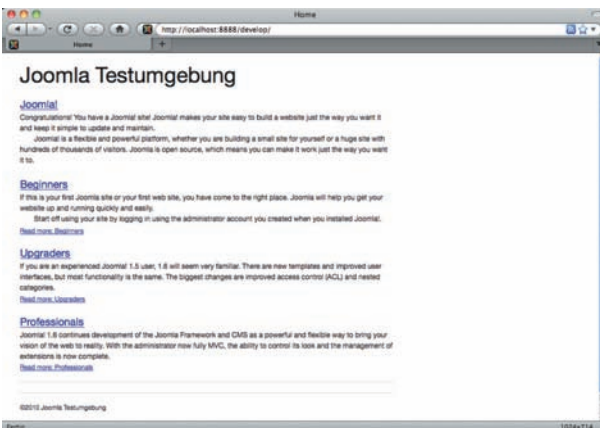 Home
http://localhost:8888/develop/
Home
Joomla Testumgebung
Joomla!
Congratulations! You have a Joomla! site! Joomla! makes your site easy to build a website just the way you want it
and keep it simple to update and maintain.
Joomla! is a flexible and powerful platform, whether you are building a small site for yourself or a huge site with
hundreds of thousands of visitors. Joomla is open source, which means you can make it work just the way you want
it to.
Beginners
If this is your first Joomla site or your first web site, you have come to the right place. Joomla will help you get your
website up and running quickly and easily.
Start off using your site by logging in using the administrator account you created when you installed Joomla!.
Read more: Beginners
Upgraders
If you are an experienced Joomla! 1.5 user, 1.6 will seem very familiar. There are new templates and improved user
interfaces, but most functionality is the same. The biggest changes are improved access control (ACL) and nested
categories.
Read more: Upgraders
Professionals
Joomla! 1.6 continues development of the Joomla Framework and CMS as a powerful and flexible way to bring your
vision of the web to reality. With the administrator now fully MVC, the ability to control its look and the management of
extensions is now complete.
Read more: Professionals
©2010 Joomla Testumgebung
Fertig
1024x714